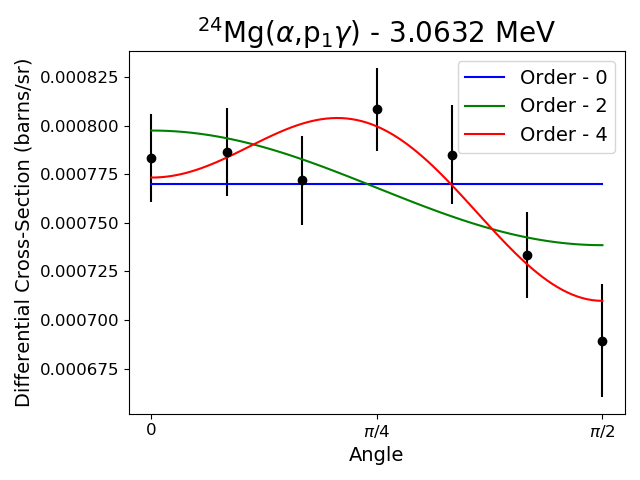 ²⁴Mg(α,p₁γ) - 3.0632 MeV
Differential Cross-Section (barns/sr)
0.000825
0.000800
0.000775
0.000750
0.000725
0.000700
0.000675
Order - 0
Order - 2
Order - 4
0
π/4
π/2
Angle